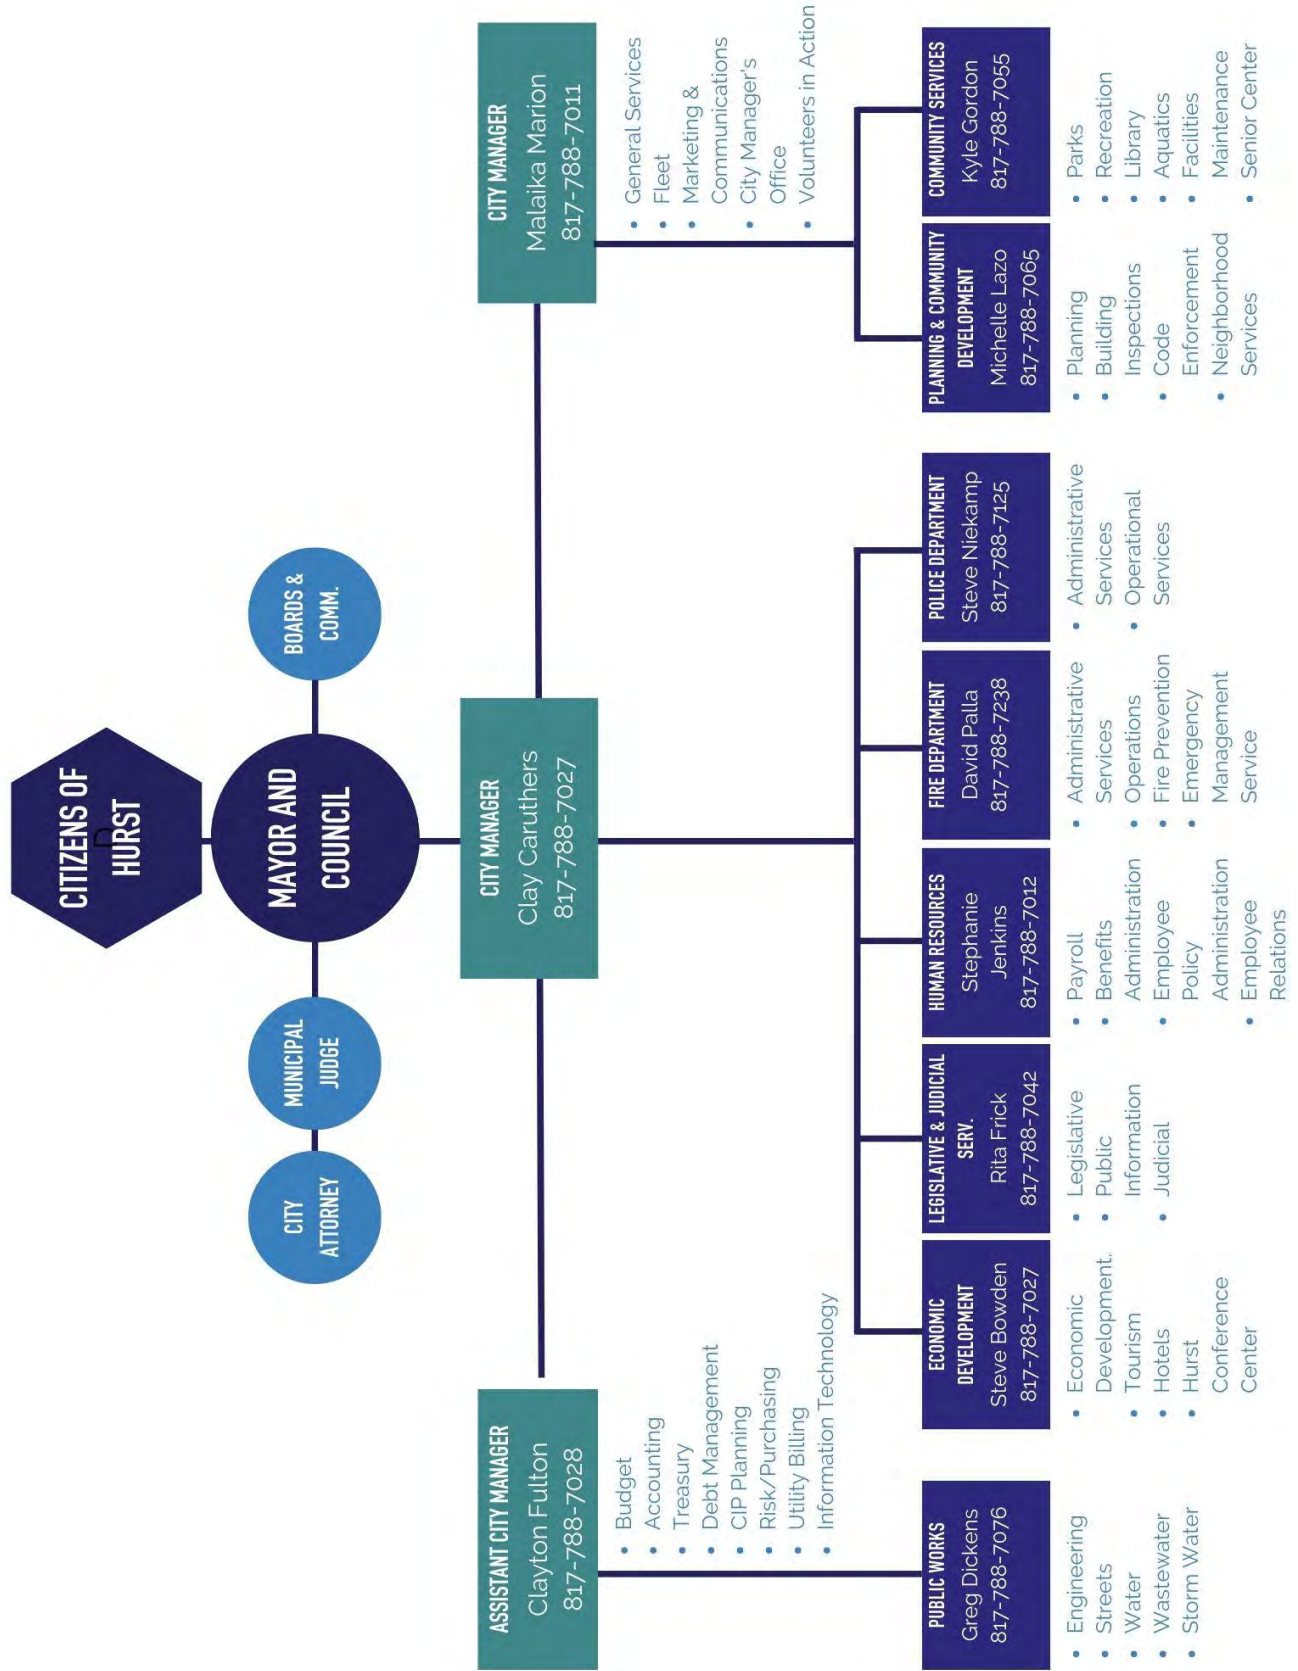 CITIZENS OF
HURST
CITY
ATTORNEY
MUNICIPAL
JUDGE
MAYOR AND
COUNCIL
BOARDS &
COMM.
ASSISTANT CITY MANAGER
Clayton Fulton
817-788-7028
• Budget
• Accounting
• Treasury
• Debt Management
• CIP Planning
• Risk/Purchasing
• Utility Billing
• Information Technology
CITY MANAGER
Clay Caruthers
817-788-7027
CITY MANAGER
Malaika Marion
817-788-7011
• General Services
• Fleet
• Marketing &
Communications
• City Manager's
Office
• Volunteers in Action
PUBLIC WORKS
Greg Dickens
817-788-7076
• Engineering
• Streets
• Water
• Wastewater
• Storm Water
ECONOMIC
DEVELOPMENT
Steve Bowden
817-788-7027
• Economic
Development.
• Tourism
• Hotels
• Hurst
Conference
Center
LEGISLATIVE & JUDICIAL
SERV.
Rita Frick
817-788-7042
• Legislative
• Public
Information
• Judicial
HUMAN RESOURCES
Stephanie
Jenkins
817-788-7012
• Payroll
• Benefits
Administration
• Employee
Policy
Administration
• Employee
Relations
FIRE DEPARTMENT
David Palla
817-788-7238
• Administrative
Services
• Operations
• Fire Prevention
• Emergency
Management
Service
POLICE DEPARTMENT
Steve Niekamp
817-788-7125
• Administrative
Services
• Operational
Services
PLANNING & COMMUNITY
DEVELOPMENT
Michelle Lazo
817-788-7065
• Planning
• Building
Inspections
• Code
Enforcement
• Neighborhood
Services
COMMUNITY SERVICES
Kyle Gordon
817-788-7055
• Parks
• Recreation
• Library
• Aquatics
• Facilities
Maintenance
• Senior Center